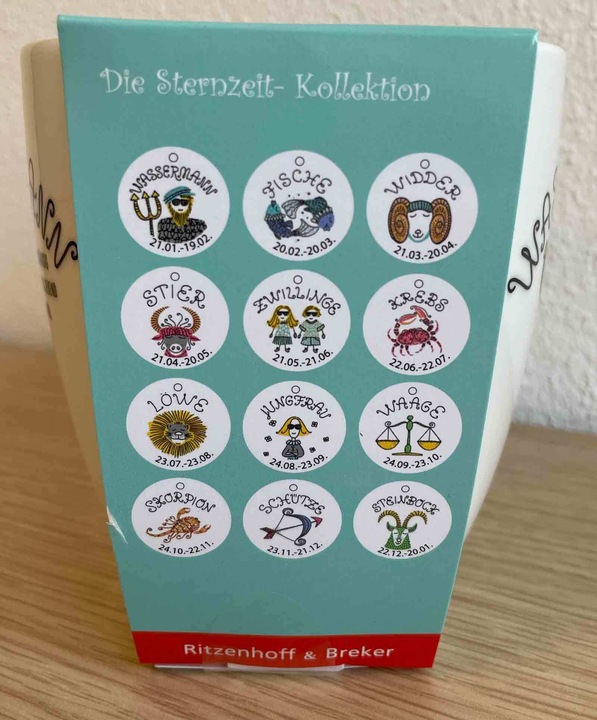 Die Sternzeit- Kollektion
WASSERMANN
21.01.-19.02.
FISCHE
20.02.-20.03.
WIDDER
21.03.-20.04.
STIER
21.04.-20.05.
ZWILLINGE
21.05.-21.06.
KREBS
22.06.-22.07.
LÖWE
23.07.-23.08.
JUNGFRAU
24.08.-23.09.
WAAGE
24.09.-23.10.
SKORPION
24.10.-22.11.
SCHÜTZE
23.11.-21.12.
STEINBOCK
22.12.-20.01.
Ritzenhoff & Breker